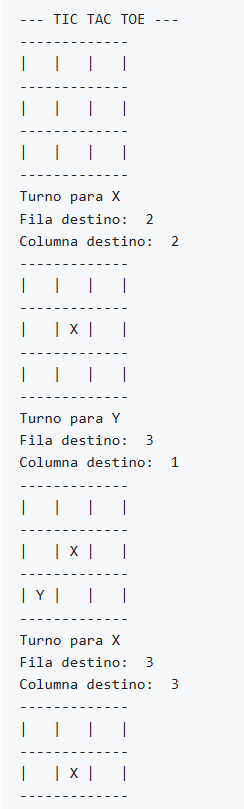 --- TIC TAC TOE ---
-------------
|   |   |   |
-------------
|   |   |   |
-------------
|   |   |   |
-------------
Turno para X
Fila destino:  2
Columna destino:  2
-------------
|   |   |   |
-------------
|   | X |   |
-------------
|   |   |   |
-------------
Turno para Y
Fila destino:  3
Columna destino:  1
-------------
|   |   |   |
-------------
|   | X |   |
-------------
| Y |   |   |
-------------
Turno para X
Fila destino:  3
Columna destino:  3
-------------
|   |   |   |
-------------
|   | X |   |
-------------